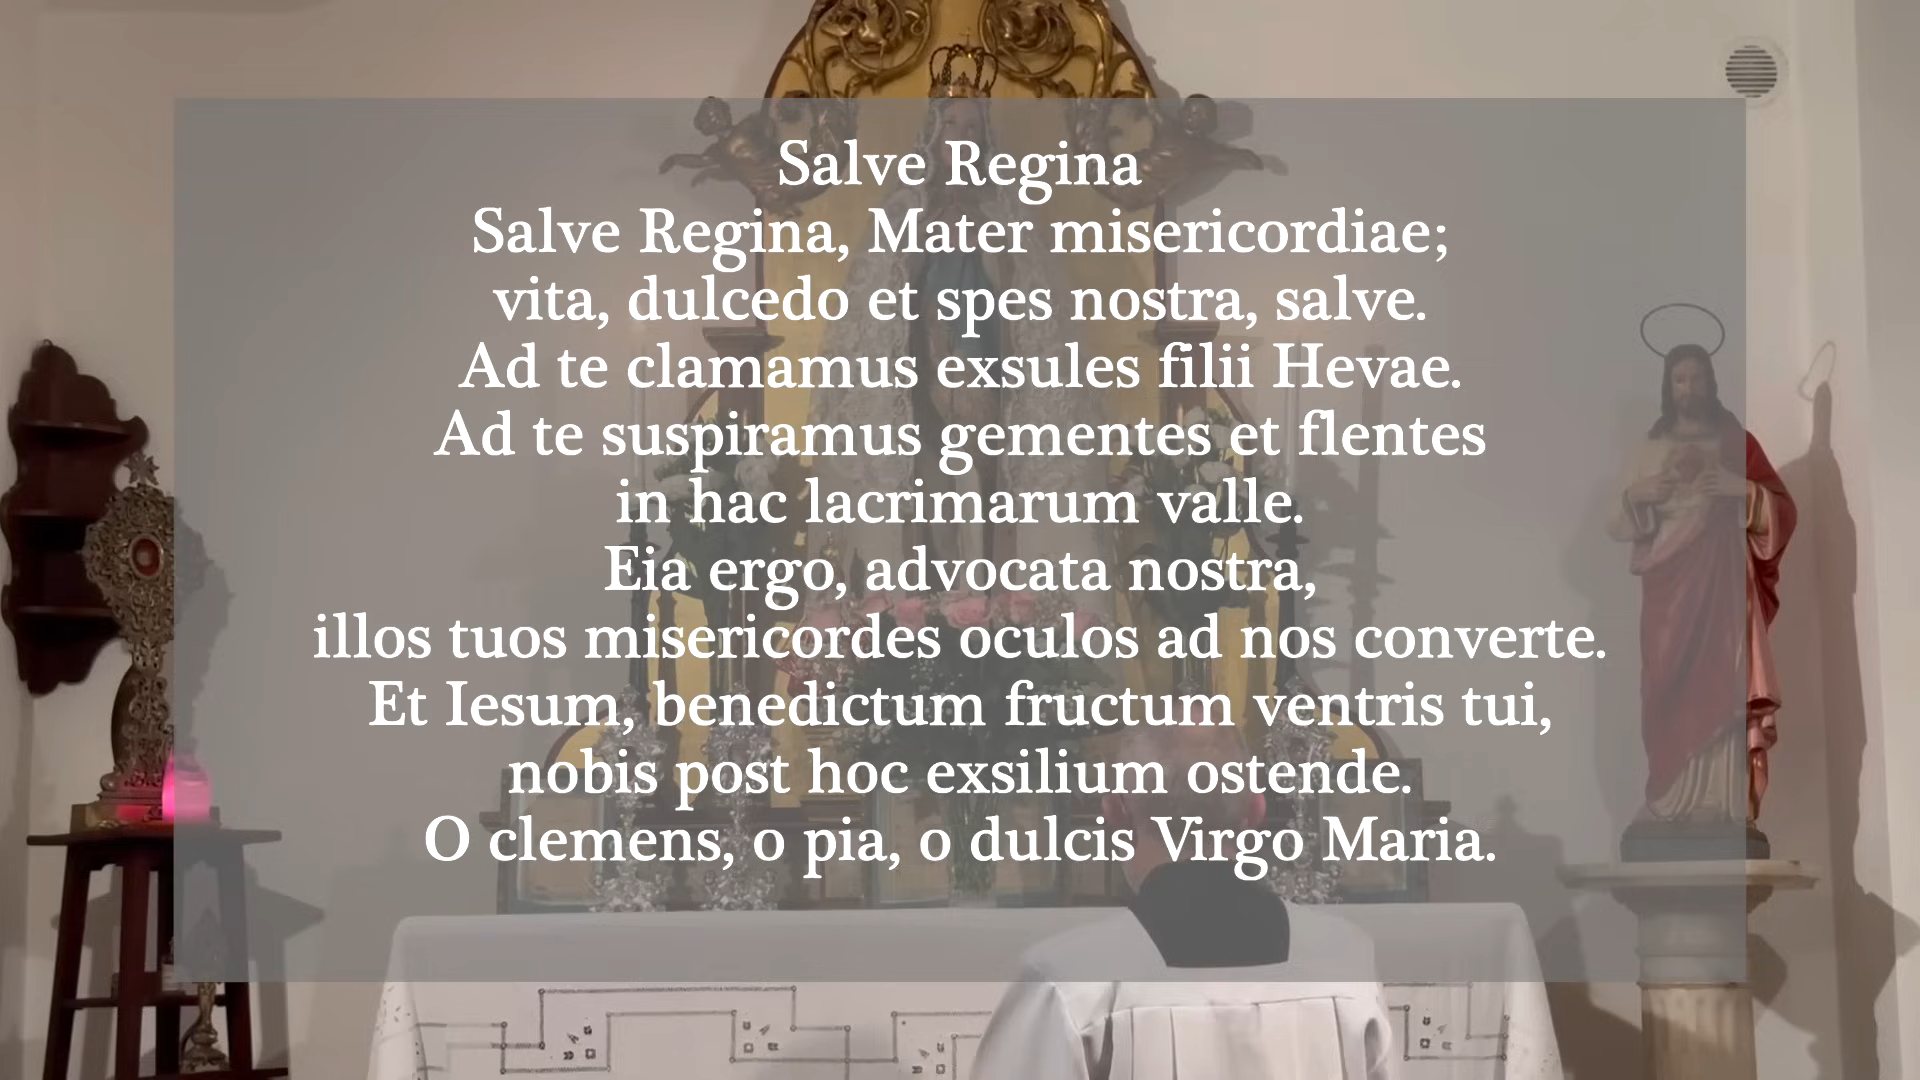 Salve Regina
Salve Regina, Mater misericordiae;
vita, dulcedo et spes nostra, salve.
Ad te clamamus exsules filii Hevae.
Ad te suspiramus gementes et flentes
in hac lacrimarum valle.
Eia ergo, advocata nostra,
illos tuos misericordes oculos ad nos converte.
Et Iesum, benedictum fructum ventris tui,
nobis post hoc exsilium ostende.
O clemens, o pia, o dulcis Virgo Maria.